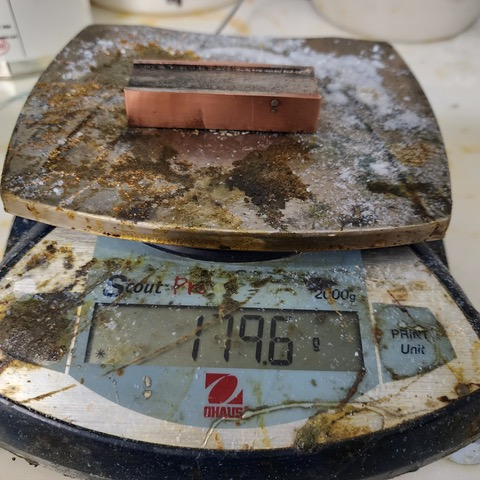 Scout Pro
2000g
119.6 g
PRINT
Unit
OHAUS